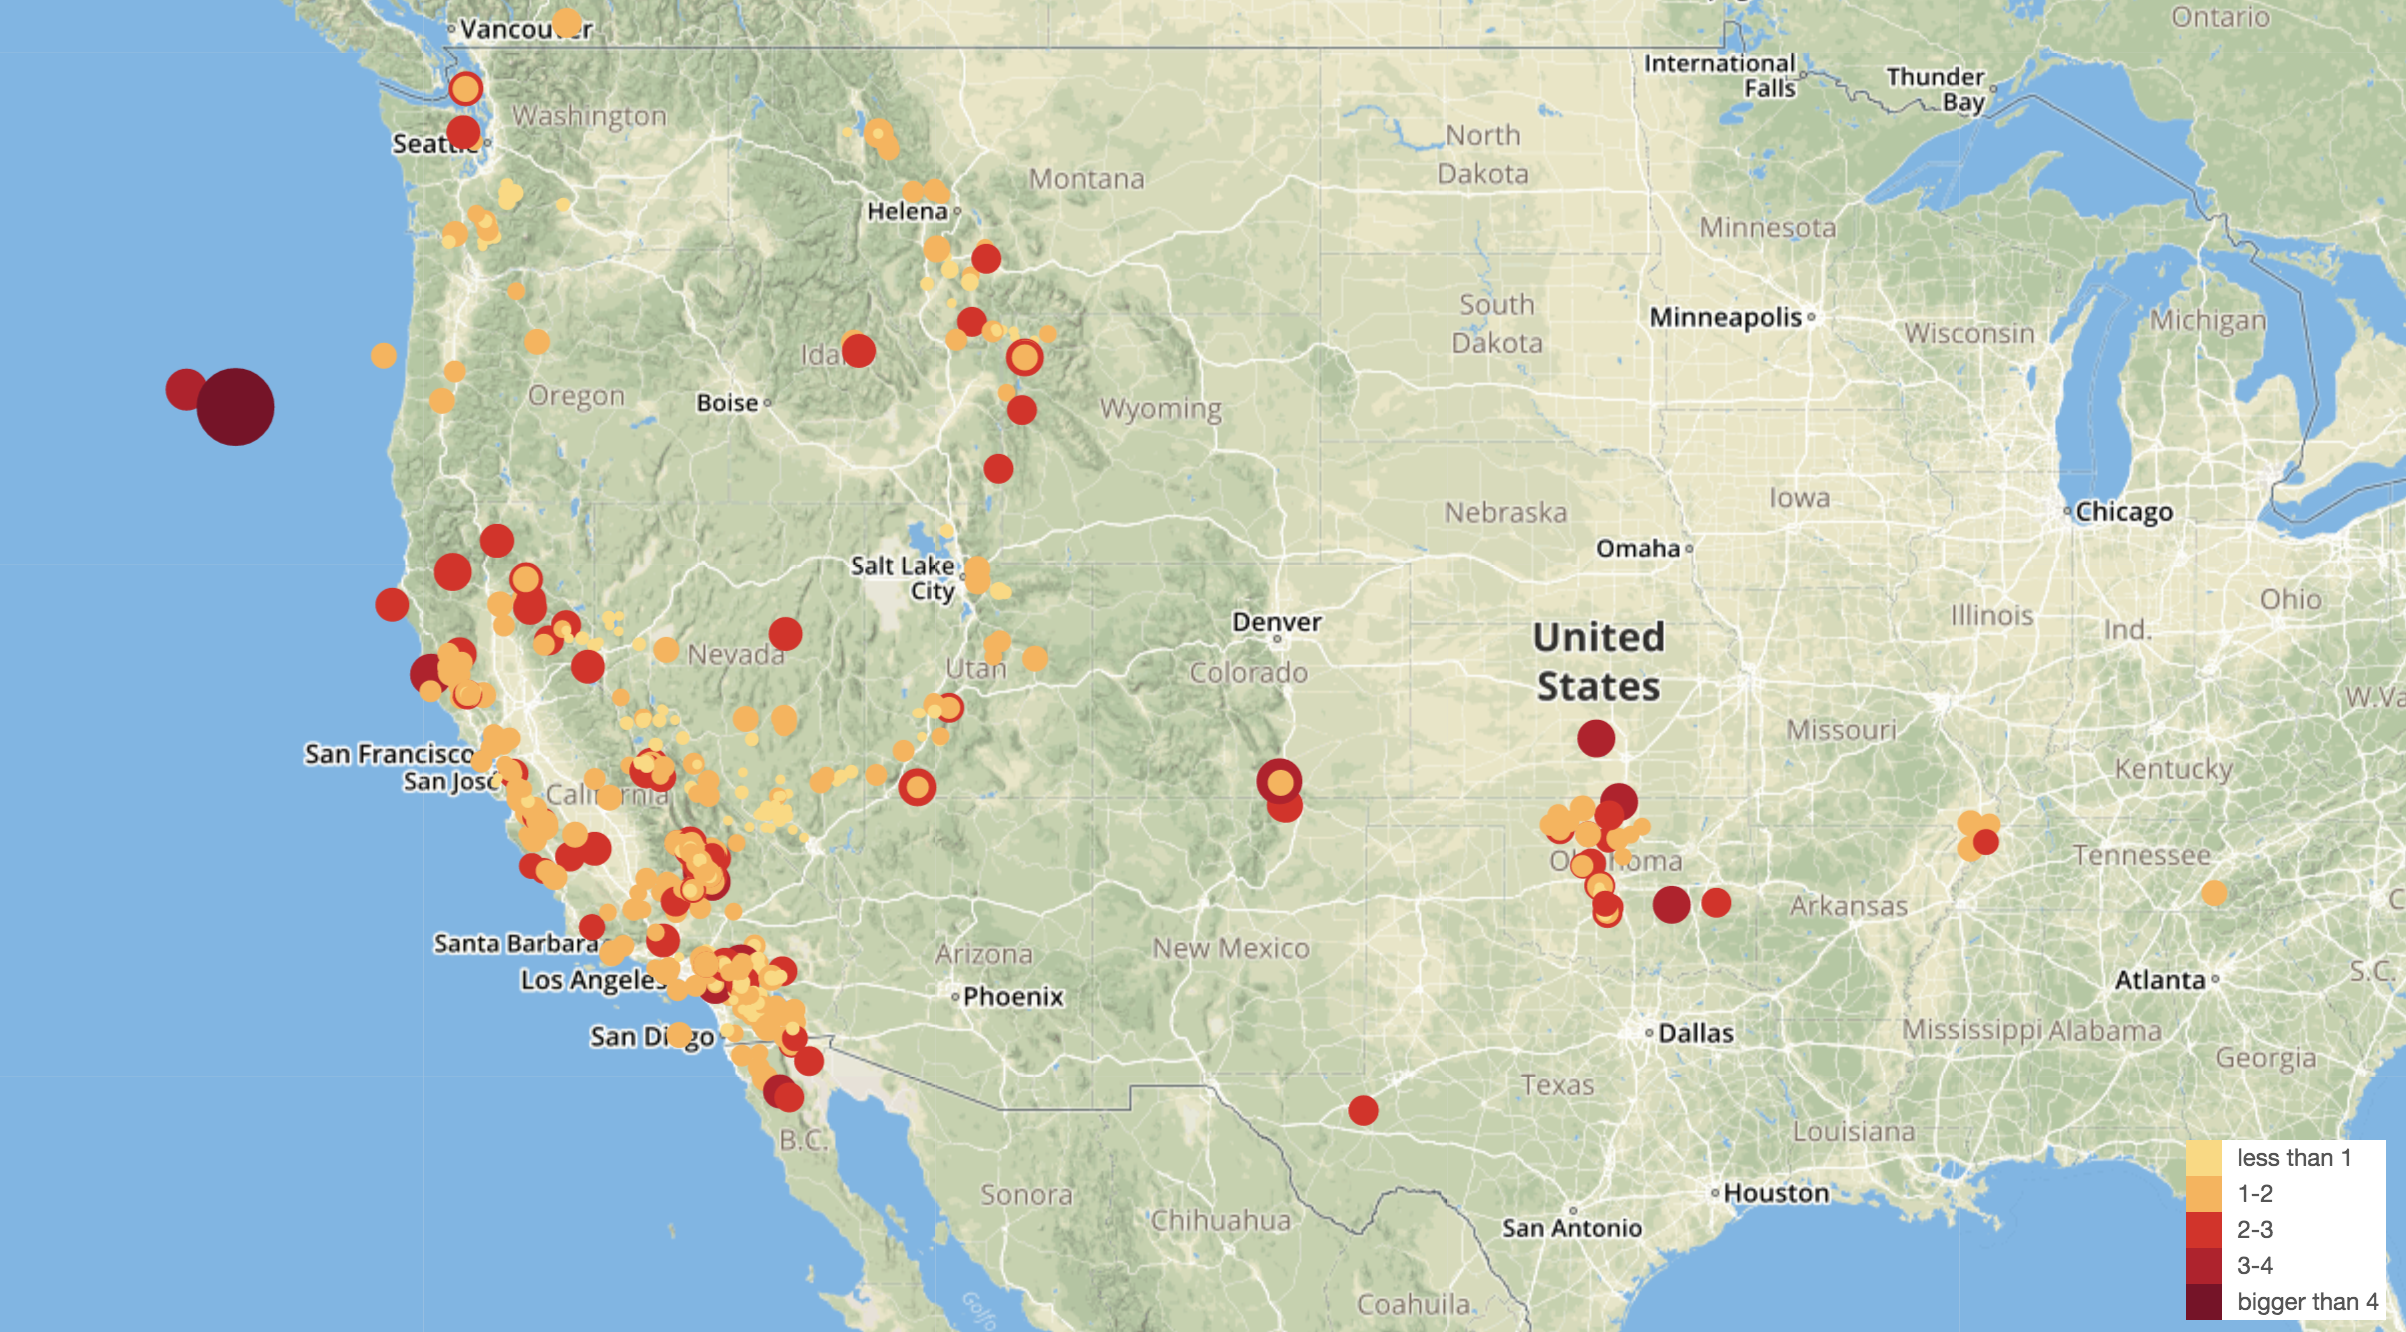 Ontario
Vancouver
International
Falls
Thunder
Bay
Washington
Seattle
North
Dakota
Montana
Helena
Minnesota
South
Dakota
Minneapolis
Wisconsin
Michigan
Idaho
Oregon
Boise
Wyoming
Nebraska
Iowa
Chicago
Omaha
Salt Lake
City
Denver
Illinois
Ohio
Ind.
United
States
Nevada
Utah
Colorado
W.Va
Missouri
San Francisco
San Jose
California
Kentucky
Oklahoma
Tennessee
Arkansas
C
Santa Barbara
Los Angeles
Arizona
New Mexico
Phoenix
Atlanta
S.C.
San Diego
Dallas
Mississippi
Alabama
Georgia
Texas
B.C.
Louisiana
Sonora
Chihuahua
Houston
San Antonio
Coahuila
Golfo
less than 1
1-2
2-3
3-4
bigger than 4